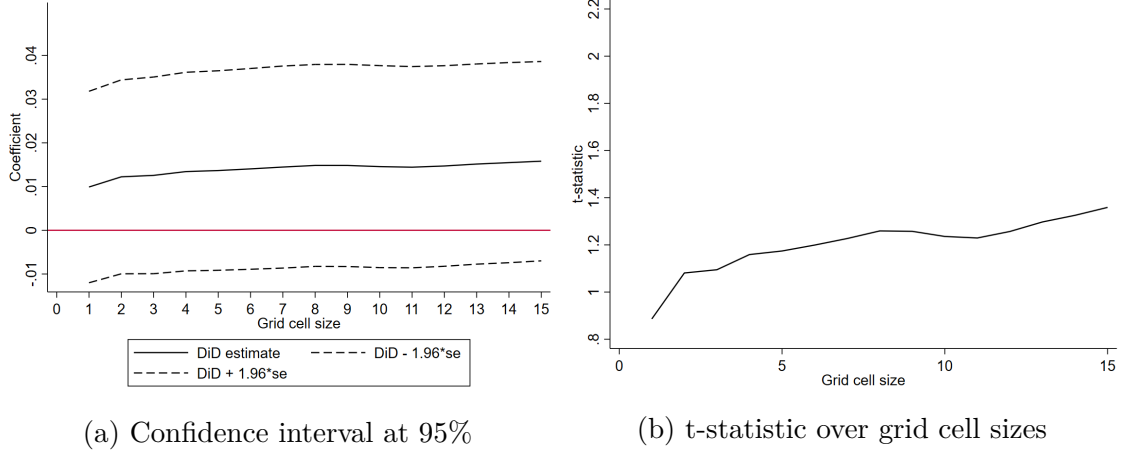 Coefficient
.04
.03
.02
.01
0
-.01
0 1 2 3 4 5 6 7 8 9 10 11 12 13 14 15
Grid cell size
DiD estimate DiD - 1.96*se
DiD + 1.96*se
(a) Confidence interval at 95%
t-statistic
2.2
2
1.8
1.6
1.4
1.2
1
.8
0 5 10 15
Grid cell size
(b) t-statistic over grid cell sizes